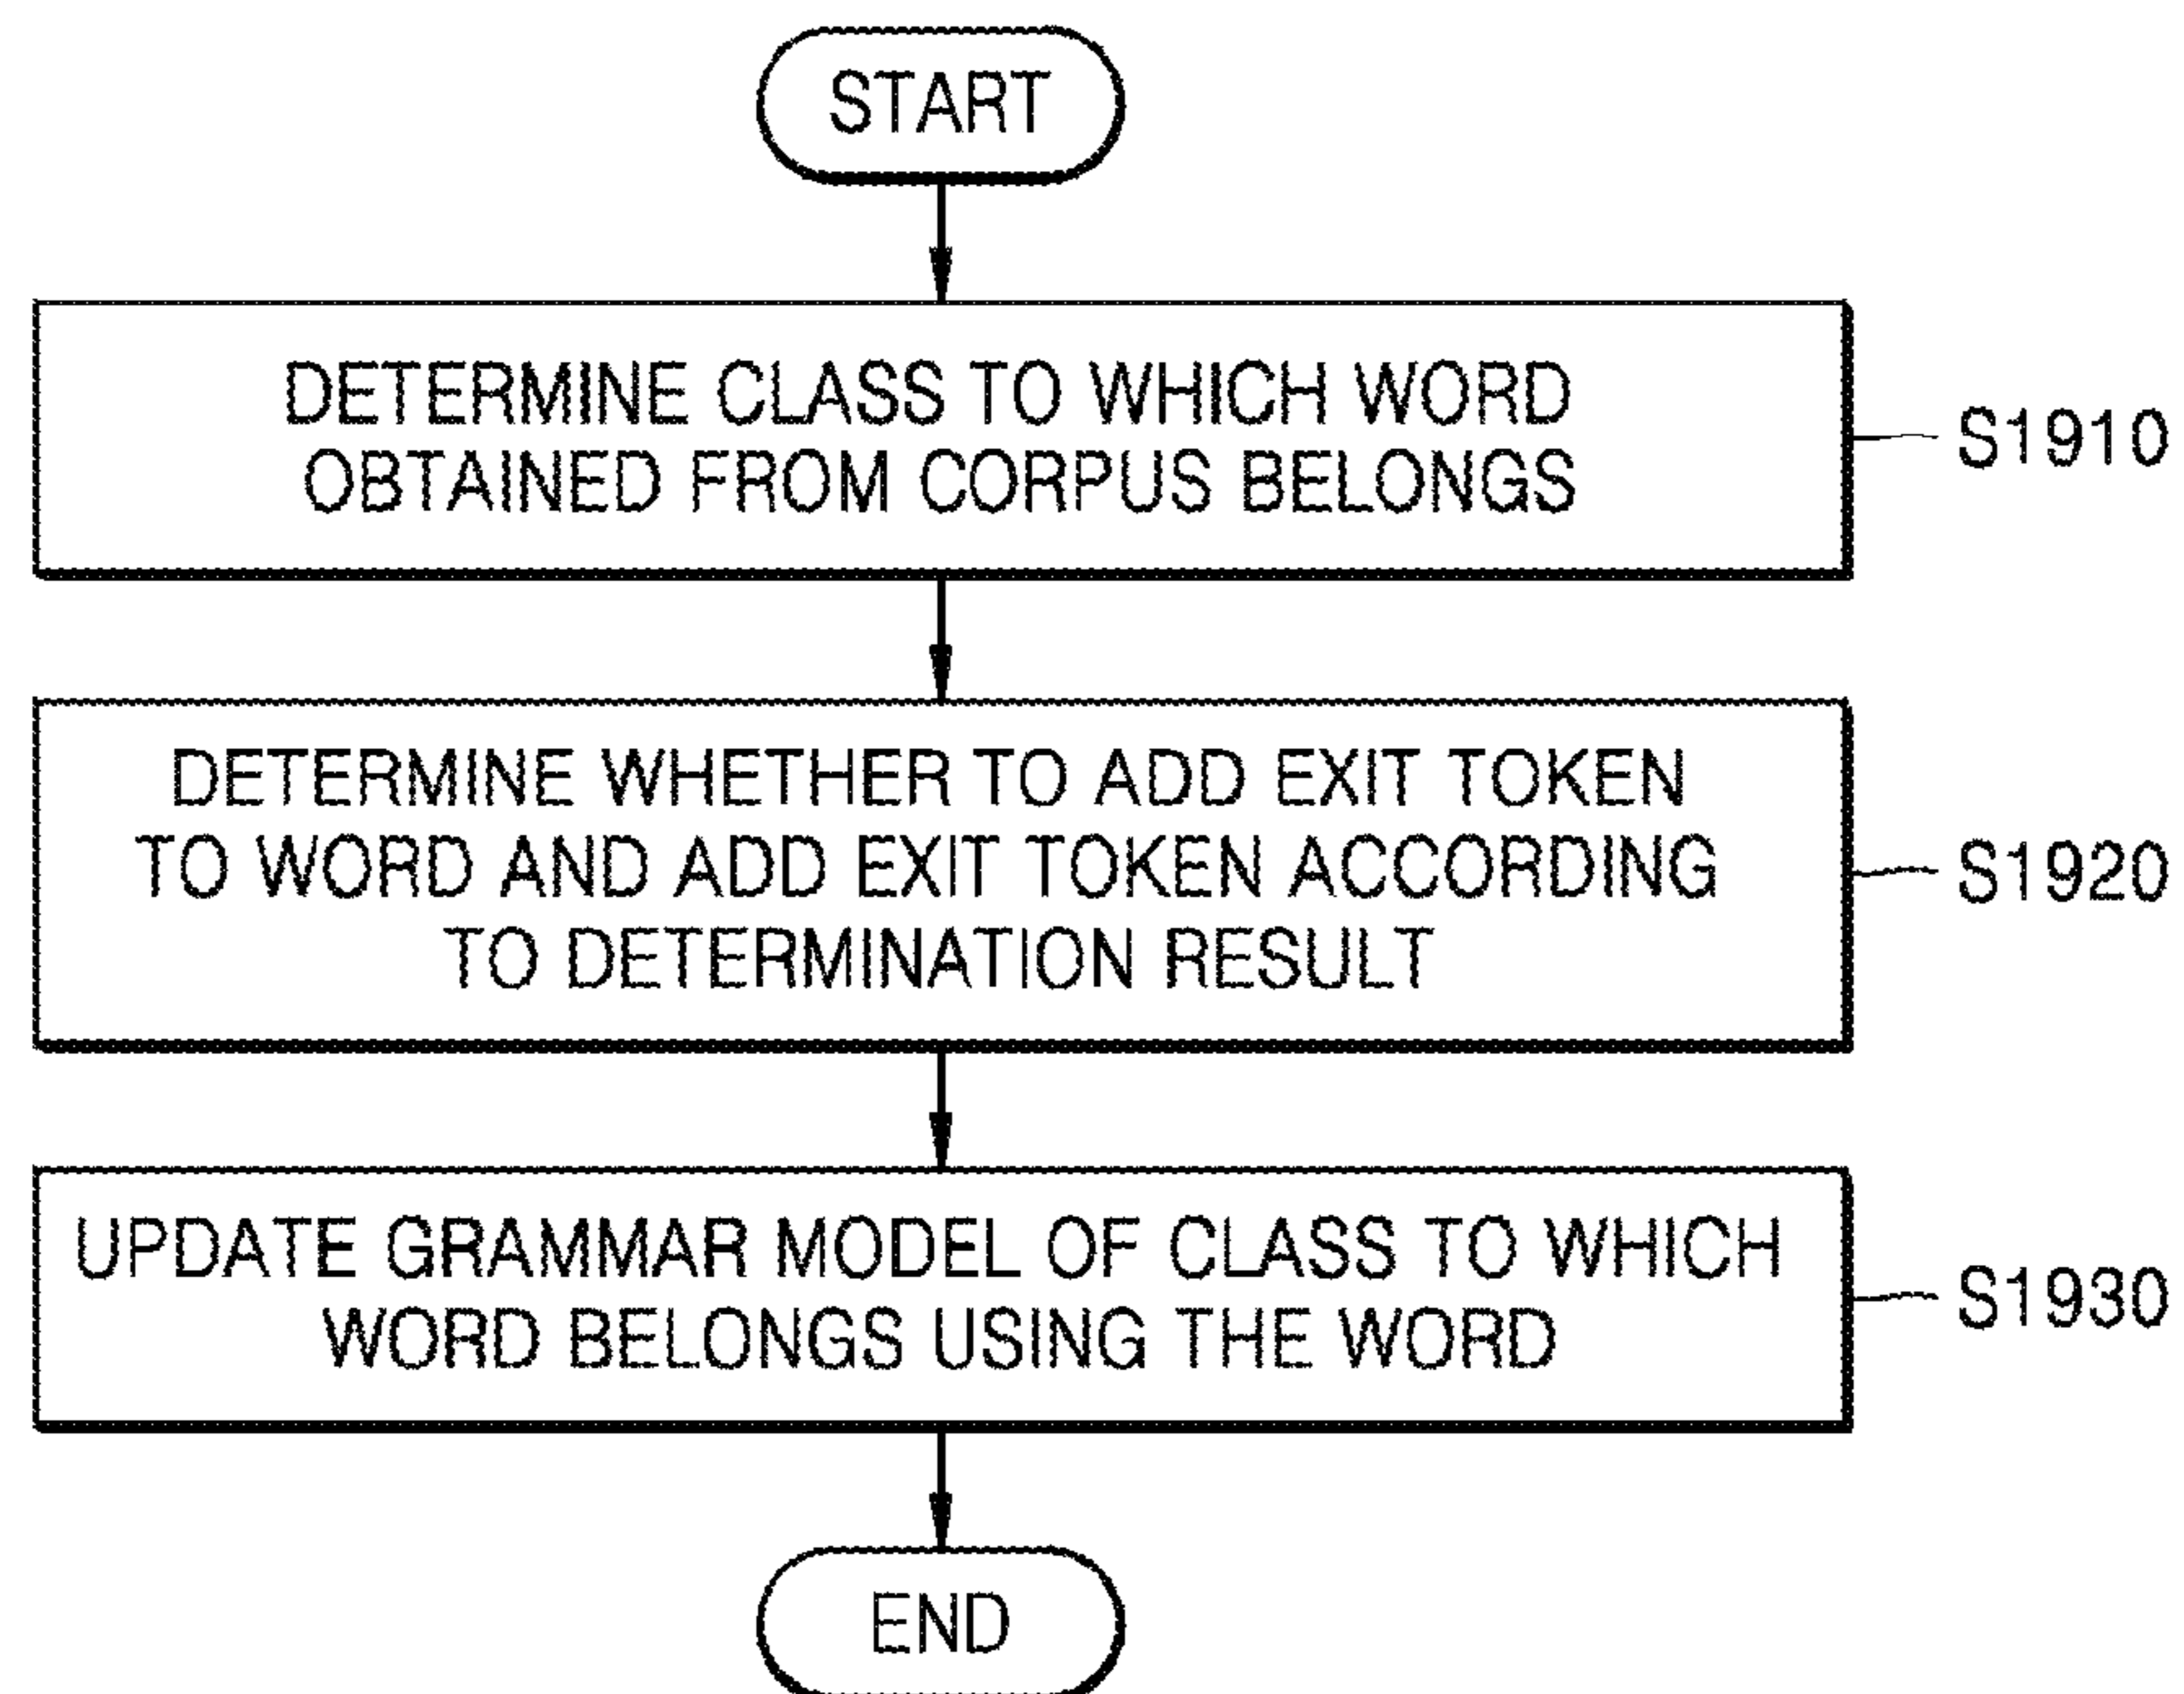 START
DETERMINE CLASS TO WHICH WORD
OBTAINED FROM CORPUS BELONGS
S1910
DETERMINE WHETHER TO ADD EXIT TOKEN
TO WORD AND ADD EXIT TOKEN ACCORDING
TO DETERMINATION RESULT
S1920
UPDATE GRAMMAR MODEL OF CLASS TO WHICH
WORD BELONGS USING THE WORD
S1930
END